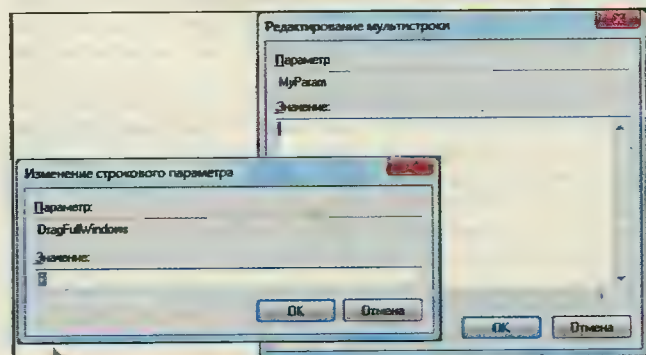 Редактирование мультистроки
Параметр
MyParam
Значение:
Изменение строкового параметра
Параметр:
DragFullWindows
Значение:
OK
Отмена
OK
Отмена